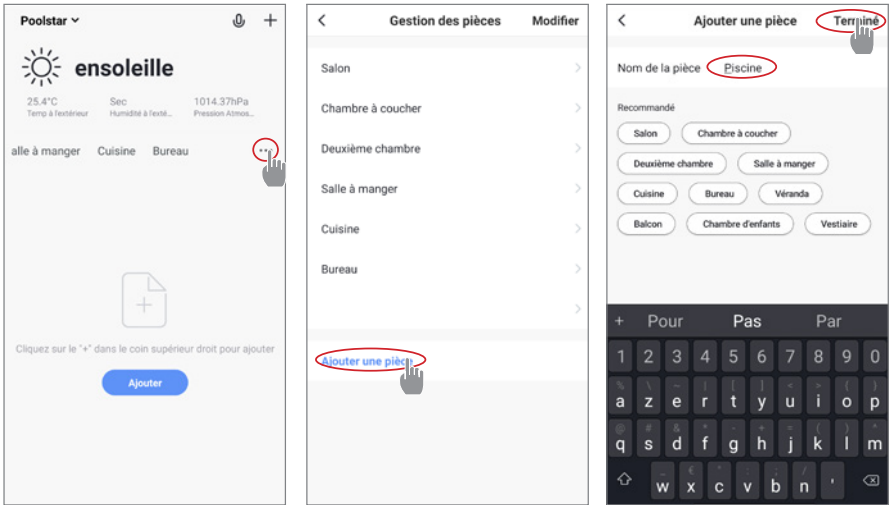 Poolstar
ensoleille
25.4°C Sec 1014.37hPa
Temp à l'extérieur Humidité à l'exté... Pression Atmos...
alle à manger Cuisine Bureau ...
Cliquez sur le "+" dans le coin supérieur droit pour ajouter
Ajouter
Gestion des pièces Modifier
Salon
Chambre à coucher
Deuxième chambre
Salle à manger
Cuisine
Bureau
Ajouter une pièce
Ajouter une pièce Terminé
Nom de la pièce Piscine
Recommandé
Salon Chambre à coucher
Deuxième chambre Salle à manger
Cuisine Bureau Véranda
Balcon Chambre d'enfants Vestiaire
+ Pour Pas Par
1 2 3 4 5 6 7 8 9 0
a z e r t y u i o p
q s d f g h j k l m
w x c v b n '